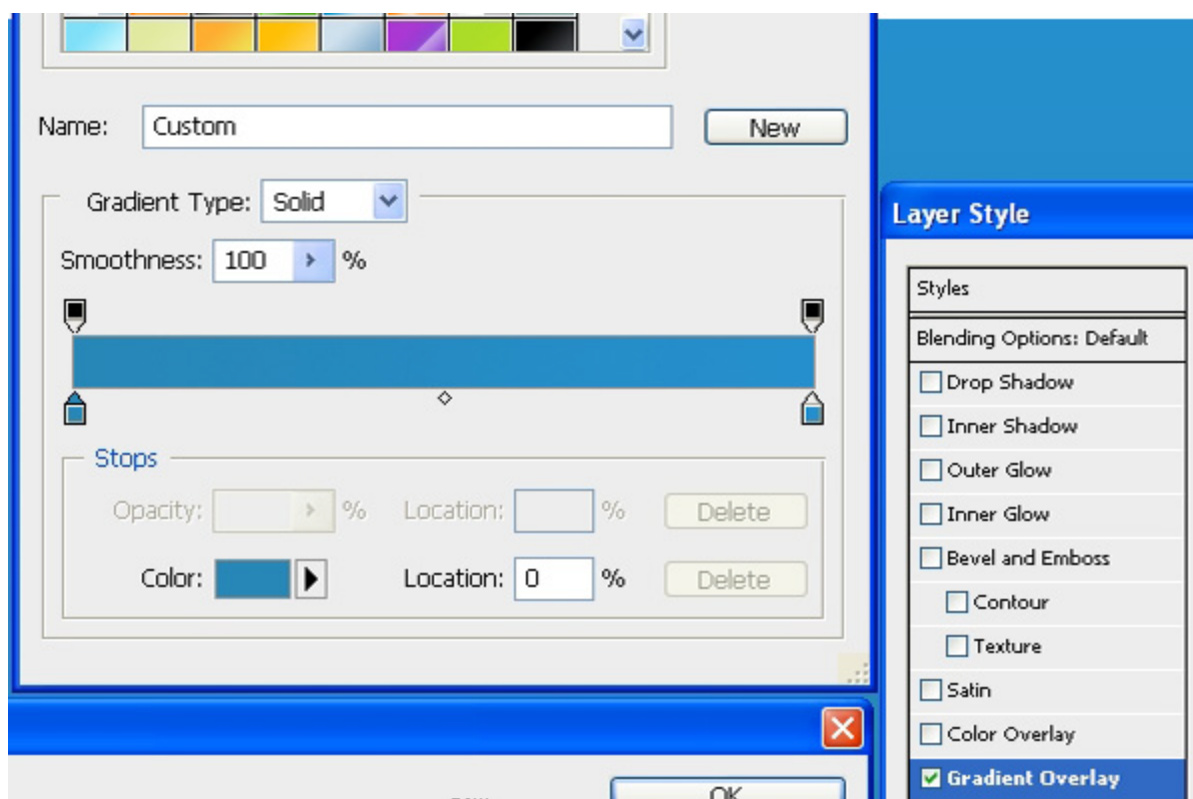 Name: Custom New
Gradient Type: Solid
Smoothness: 100 %
Stops
Opacity: % Location: % Delete
Color: Location: 0 % Delete
OK
Layer Style
Styles
Blending Options: Default
Drop Shadow
Inner Shadow
Outer Glow
Inner Glow
Bevel and Emboss
Contour
Texture
Satin
Color Overlay
Gradient Overlay